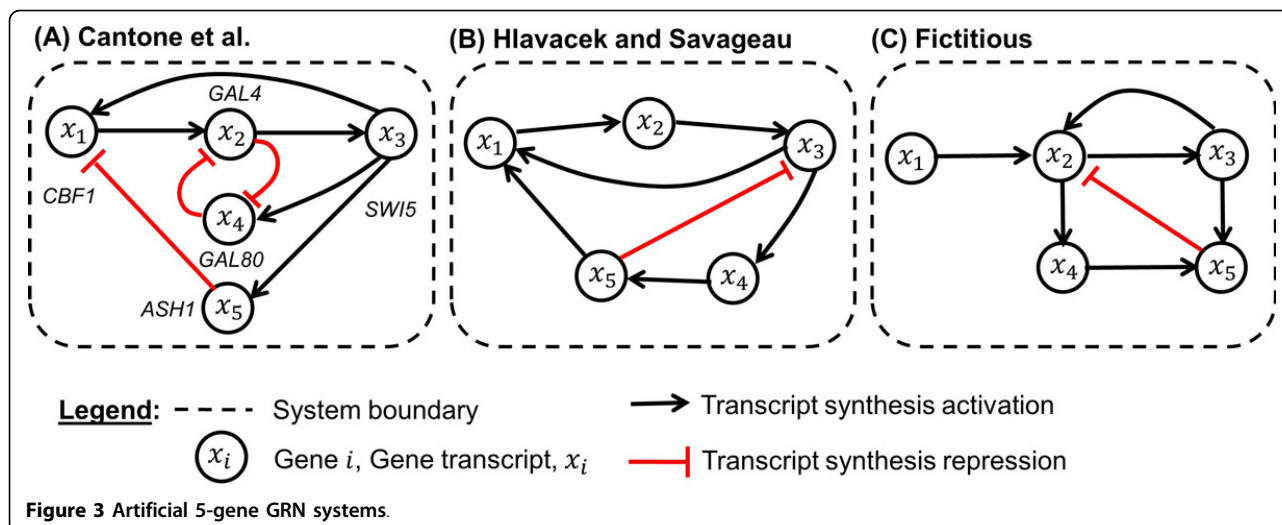 (A) Cantone et al.
(B) Hlavacek and Savageau
(C) Fictitious
GAL4
x₁
x₂
x₃
CBF1
SWI5
x₄
GAL80
ASH1
x₅
x₁
x₂
x₃
x₅
x₄
x₁
x₂
x₃
x₄
x₅
Legend:
System boundary
Transcript synthesis activation
xᵢ
Gene i, Gene transcript, xᵢ
Transcript synthesis repression
Figure 3 Artificial 5-gene GRN systems.